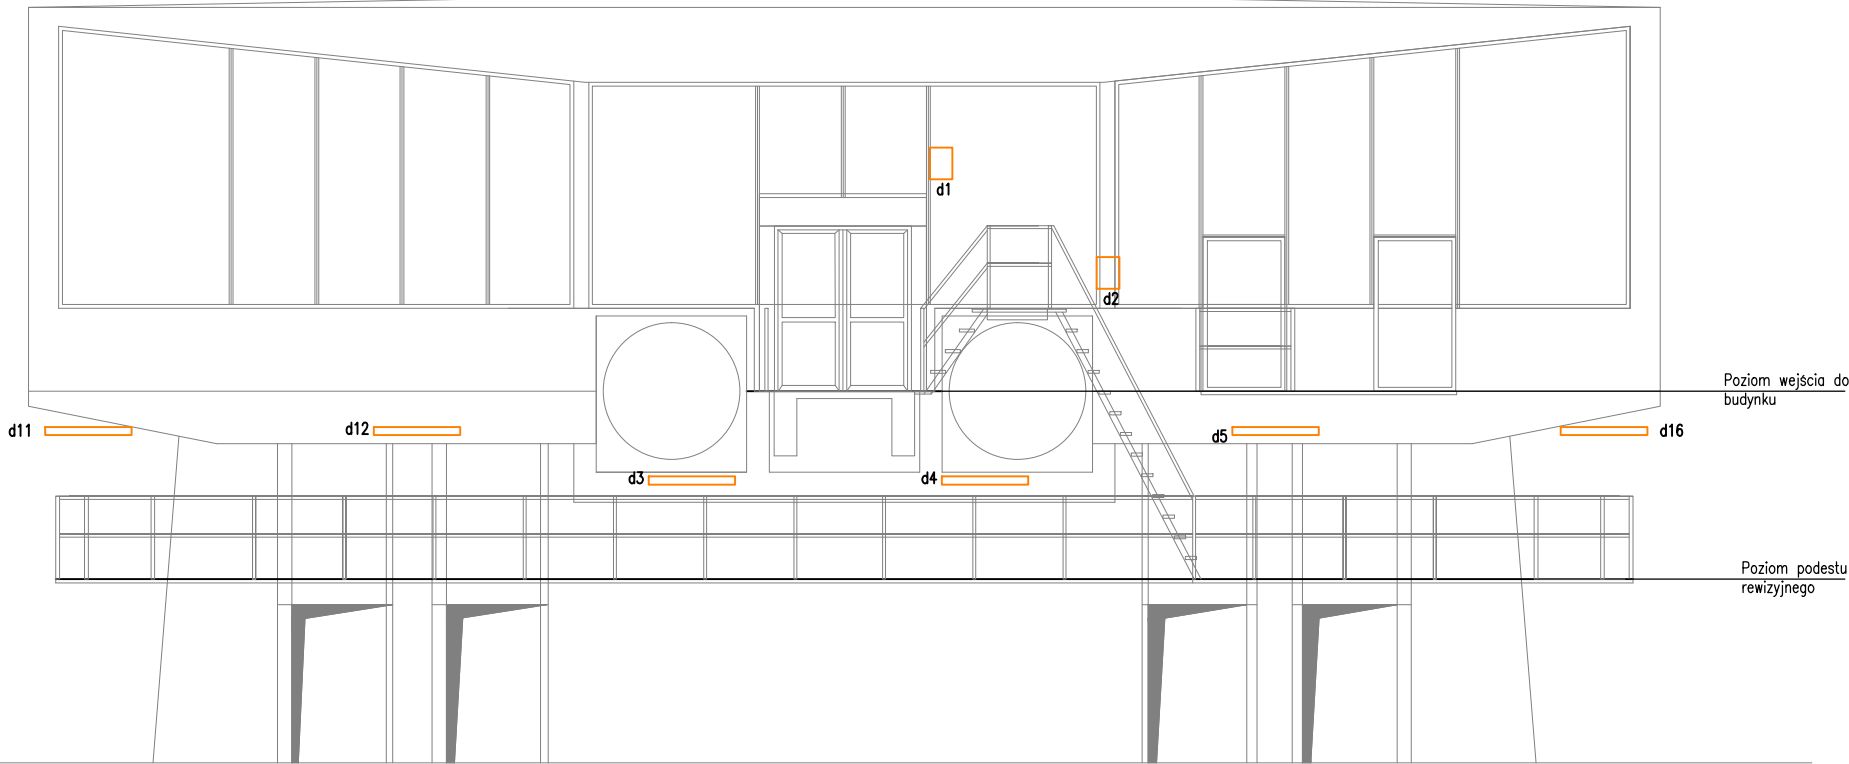 d1
d2
Poziom wejścia do
budynku
d11
d12
d5
d16
d3
d4
Poziom podestu
rewizyjnego